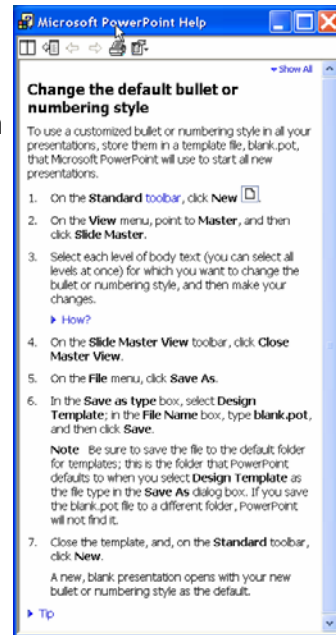 Microsoft PowerPoint Help
Show All
Change the default bullet or
numbering style
To use a customized bullet or numbering style in all your
presentations, store them in a template file, blank.pot,
that Microsoft PowerPoint will use to start all new
presentations.
1. On the Standard toolbar, click New
2. On the View menu, point to Master, and then
click Slide Master.
3. Select each level of body text (you can select all
levels at once) for which you want to change the
bullet or numbering style, and then make your
changes.
How?
4. On the Slide Master View toolbar, click Close
Master View.
5. On the File menu, click Save As.
6. In the Save as type box, select Design
Template; in the File Name box, type blank.pot,
and then click Save.
Note Be sure to save the file to the default folder
for templates; this is the folder that PowerPoint
defaults to when you select Design Template as
the file type in the Save As dialog box. If you save
the blank.pot file to a different folder, PowerPoint
will not find it.
7. Close the template, and, on the Standard toolbar,
click New.
A new, blank presentation opens with your new
bullet or numbering style as the default.
Tip